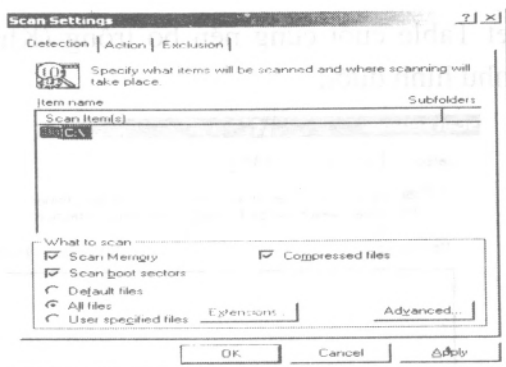 Scan Settings ? ×
Detection Action Exclusion
Specify what items will be scanned and where scanning will
take place.
Item name Subfolders
Scan Item(s)
C:\
What to scan
Scan Memory Compressed files
Scan boot sectors
Default files
All files
User specified files Extensions... Advanced...
OK Cancel Apply